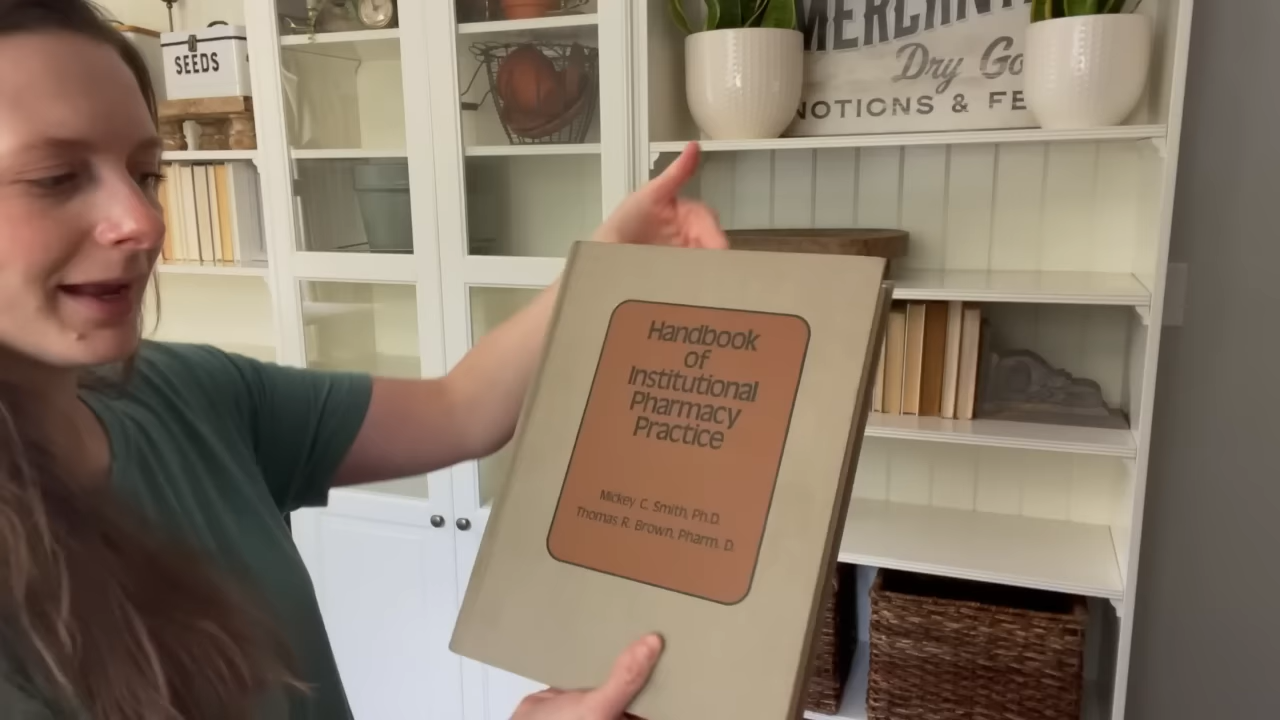 SEEDS
Dry Go
NOTIONS & FE
Handbook
of
Institutional
Pharmacy
Practice
Mickey C. Smith, Ph.D.
Thomas R. Brown, Pharm. D.